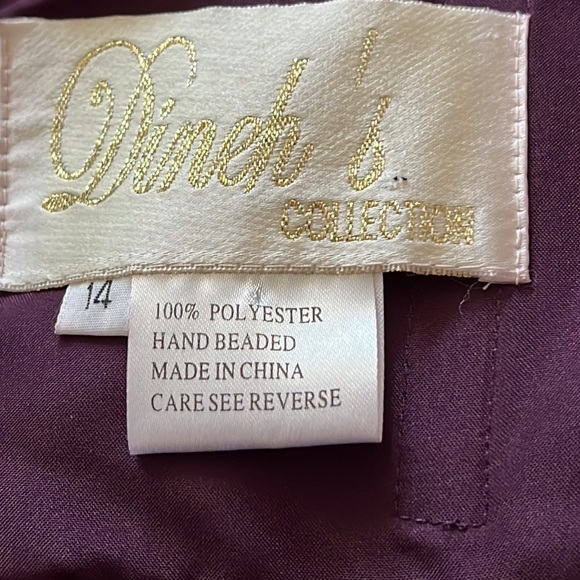 Dineh's
COLLECTION
14
100% POLYESTER
HAND BEADED
MADE IN CHINA
CARE SEE REVERSE